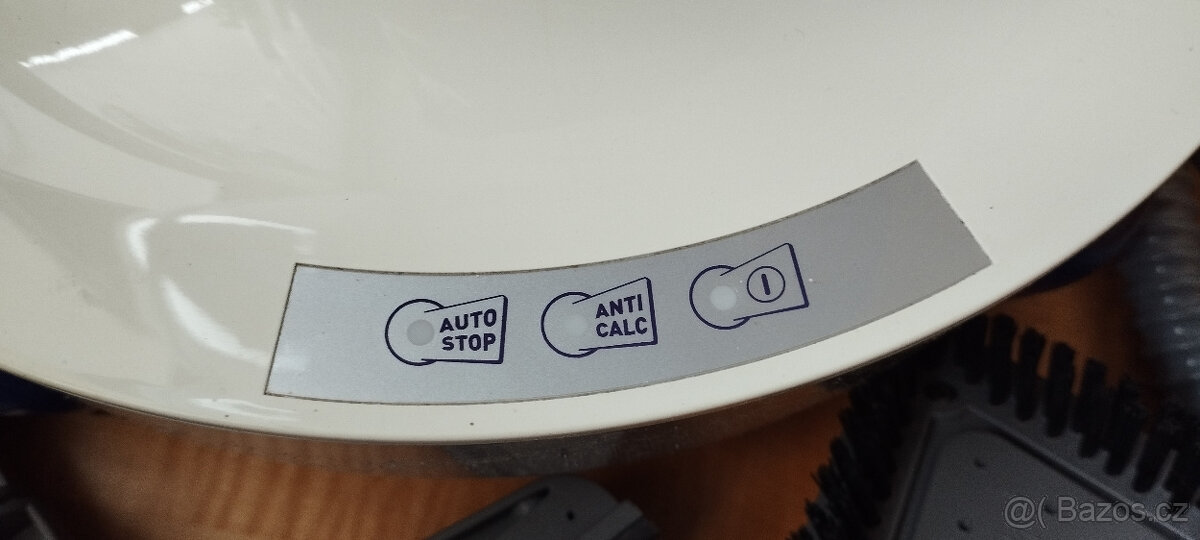 AUTO
STOP
ANTI
CALC
@( Bazos.cz